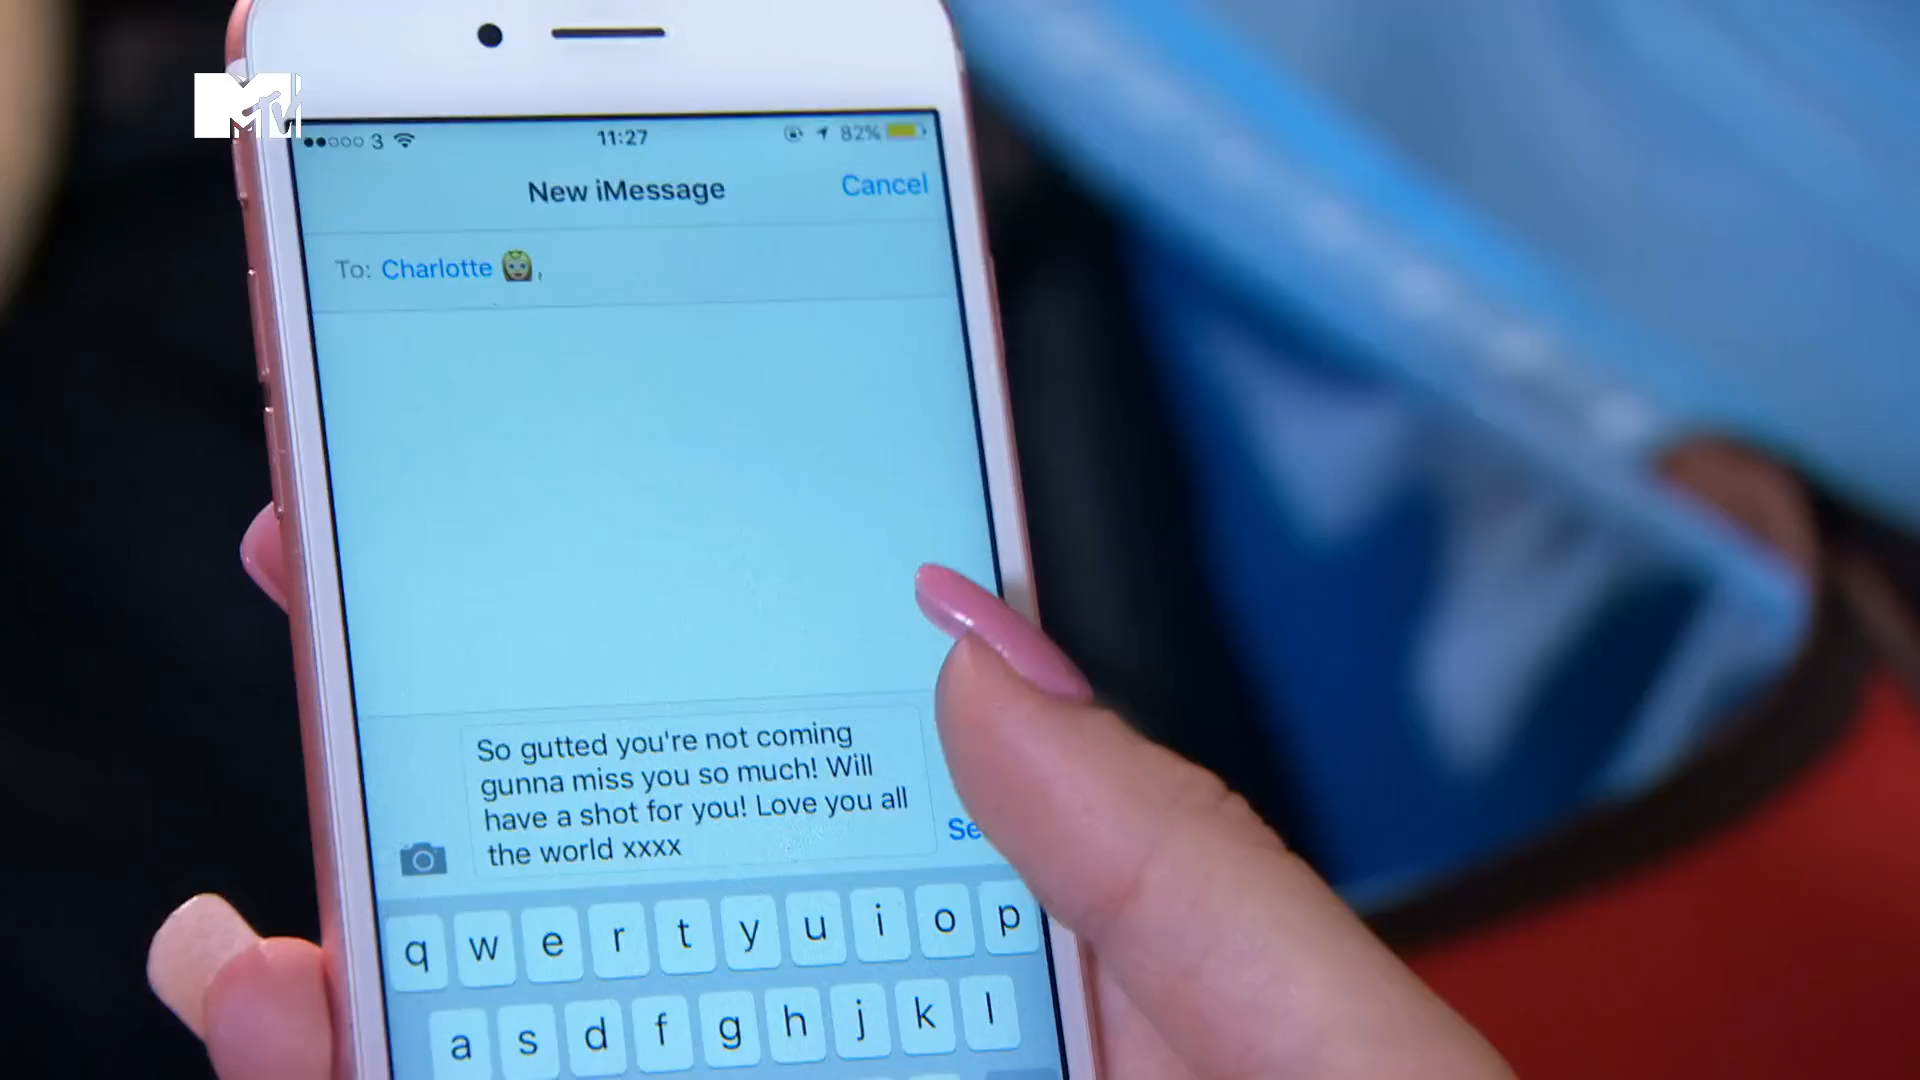 MTV
3 11:27 82%
New iMessage Cancel
To: Charlotte 👸,
So gutted you're not coming
gunna miss you so much! Will
have a shot for you! Love you all
the world xxxx
q w e r t y u i o p
a s d f g h j k l